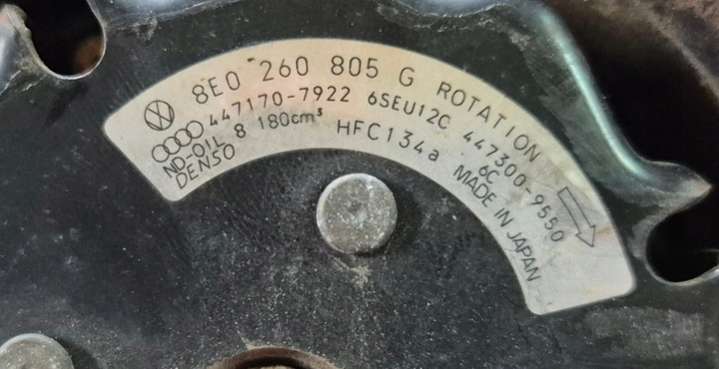 8E0 260 805 G ROTATION
447170-7922 6SEU12C 447300-9550
ND-OIL 8 180cm³ HFC134a 6C
DENSO MADE IN JAPAN